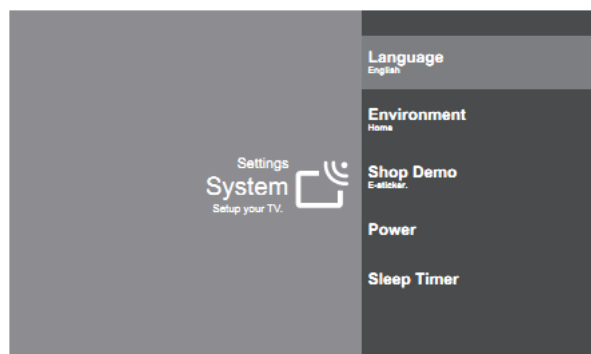 Settings
System
Setup your TV.
Language
English
Environment
Home
Shop Demo
E-sticker.
Power
Sleep Timer